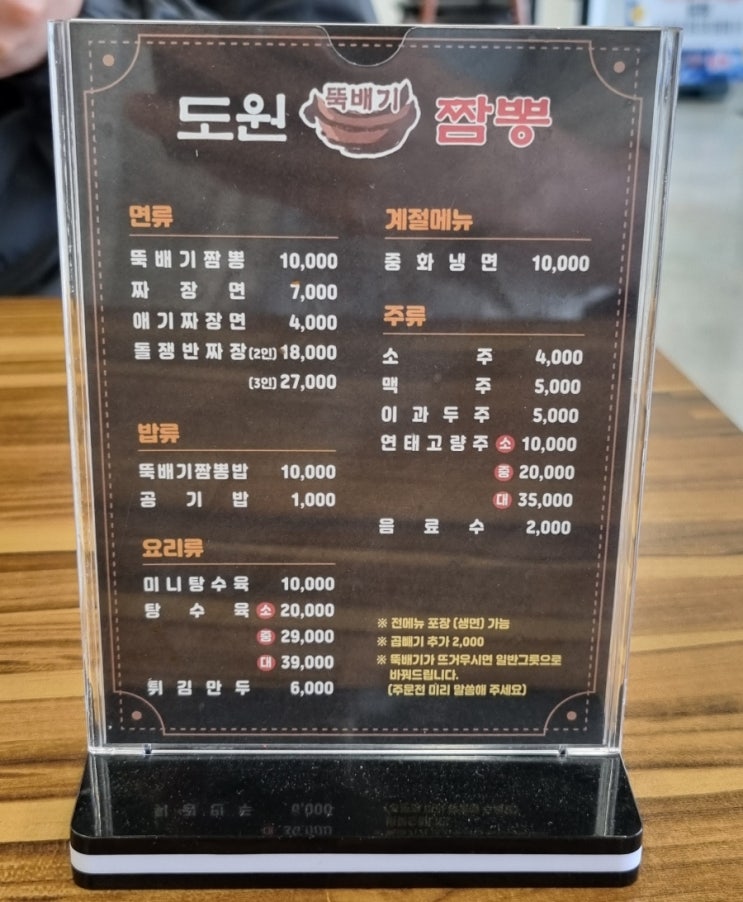 도원 뚝배기 짬뽕
면류
뚝배기짬뽕 10,000
짜장면 7,000
애기짜장면 4,000
돌쟁반짜장(2인) 18,000
(3인) 27,000
밥류
뚝배기짬뽕밥 10,000
공기밥 1,000
요리류
미니탕수육 10,000
탕수육 소 20,000
중 29,000
대 39,000
튀김만두 6,000
계절메뉴
중화냉면 10,000
주류
소주 4,000
맥주 5,000
이과두주 5,000
연태고량주 소 10,000
중 20,000
대 35,000
음료수 2,000
※ 전메뉴 포장 (생면) 가능
※ 곱빼기 추가 2,000
※ 뚝배기가 뜨거우시면 일반그릇으로
바꿔드립니다.
(주문전 미리 말씀해 주세요)